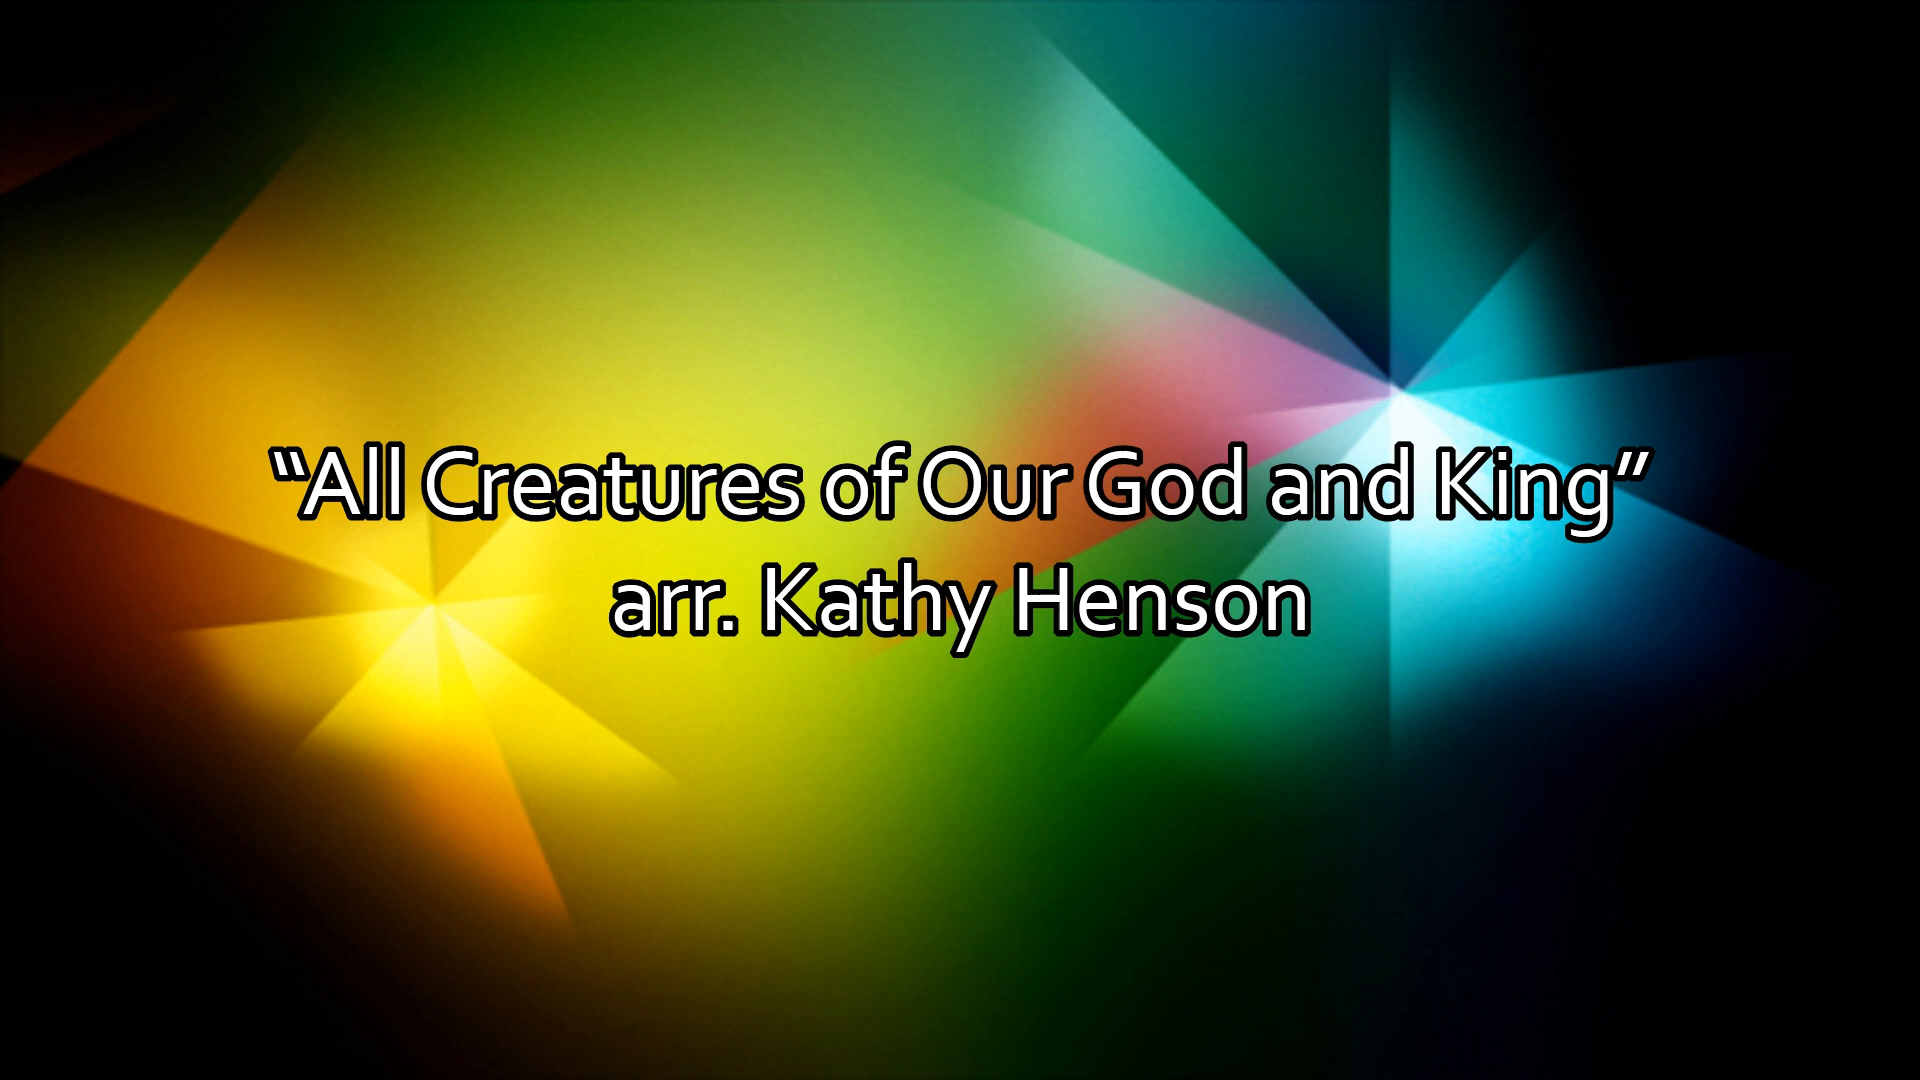 “All Creatures of Our God and King”
arr. Kathy Henson